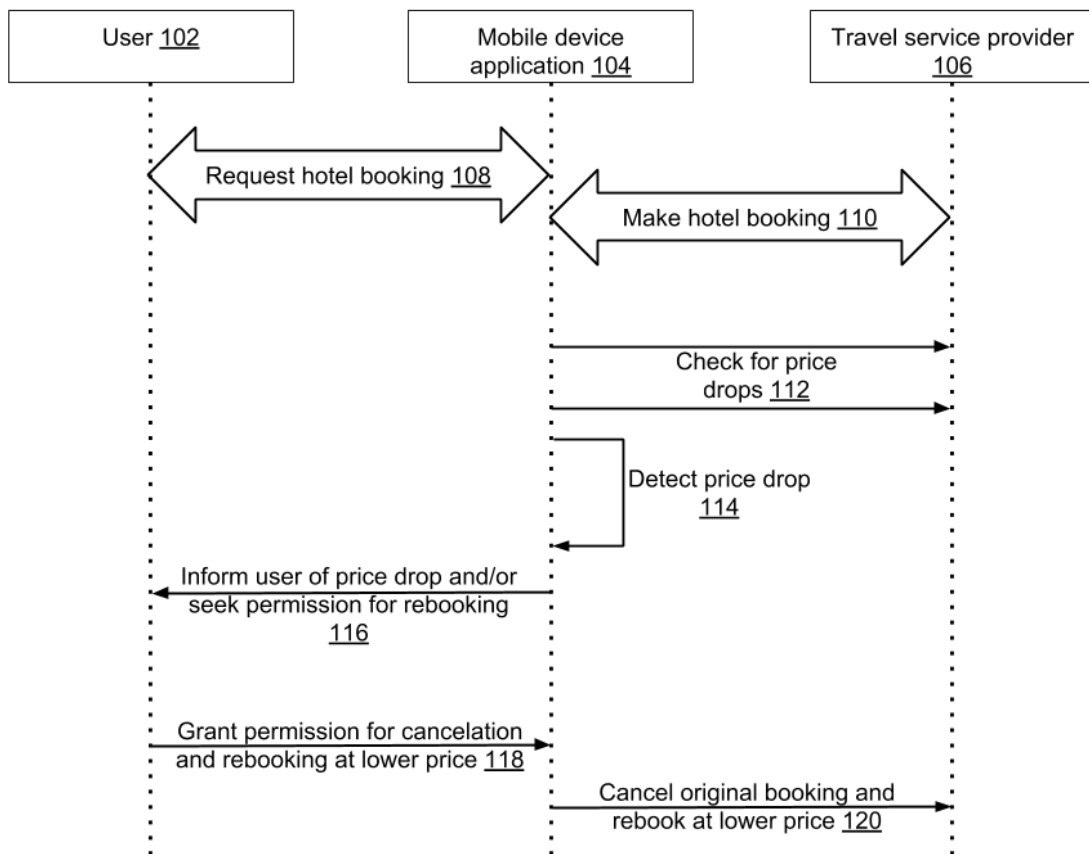 User 102
Mobile device
application 104
Travel service provider
106
Request hotel booking 108
Make hotel booking 110
Check for price
drops 112
Detect price drop
114
Inform user of price drop and/or
seek permission for rebooking
116
Grant permission for cancelation
and rebooking at lower price 118
Cancel original booking and
rebook at lower price 120